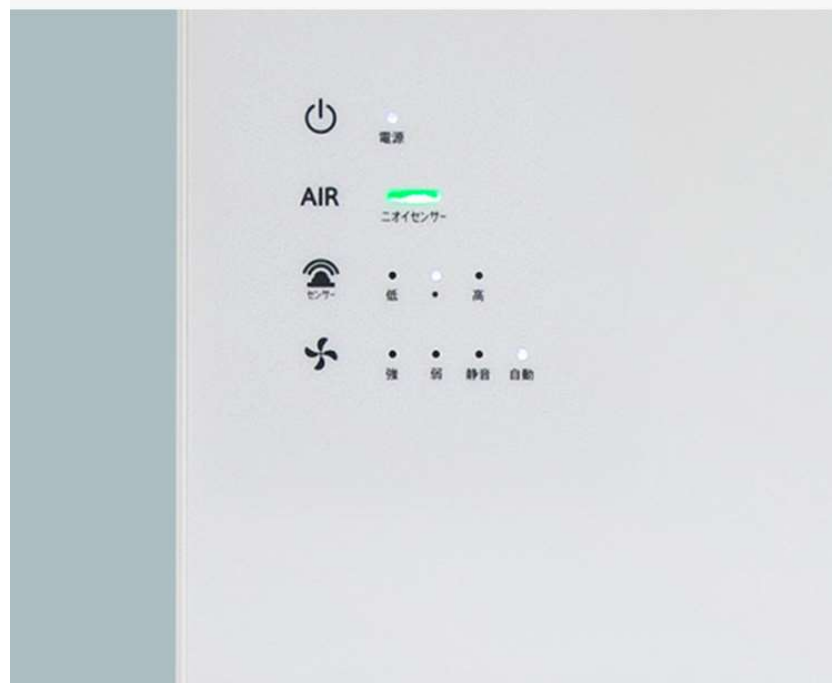 電源
AIR
ニオイセンサー
センサー
低 ・ 高
強 弱 静音 自動